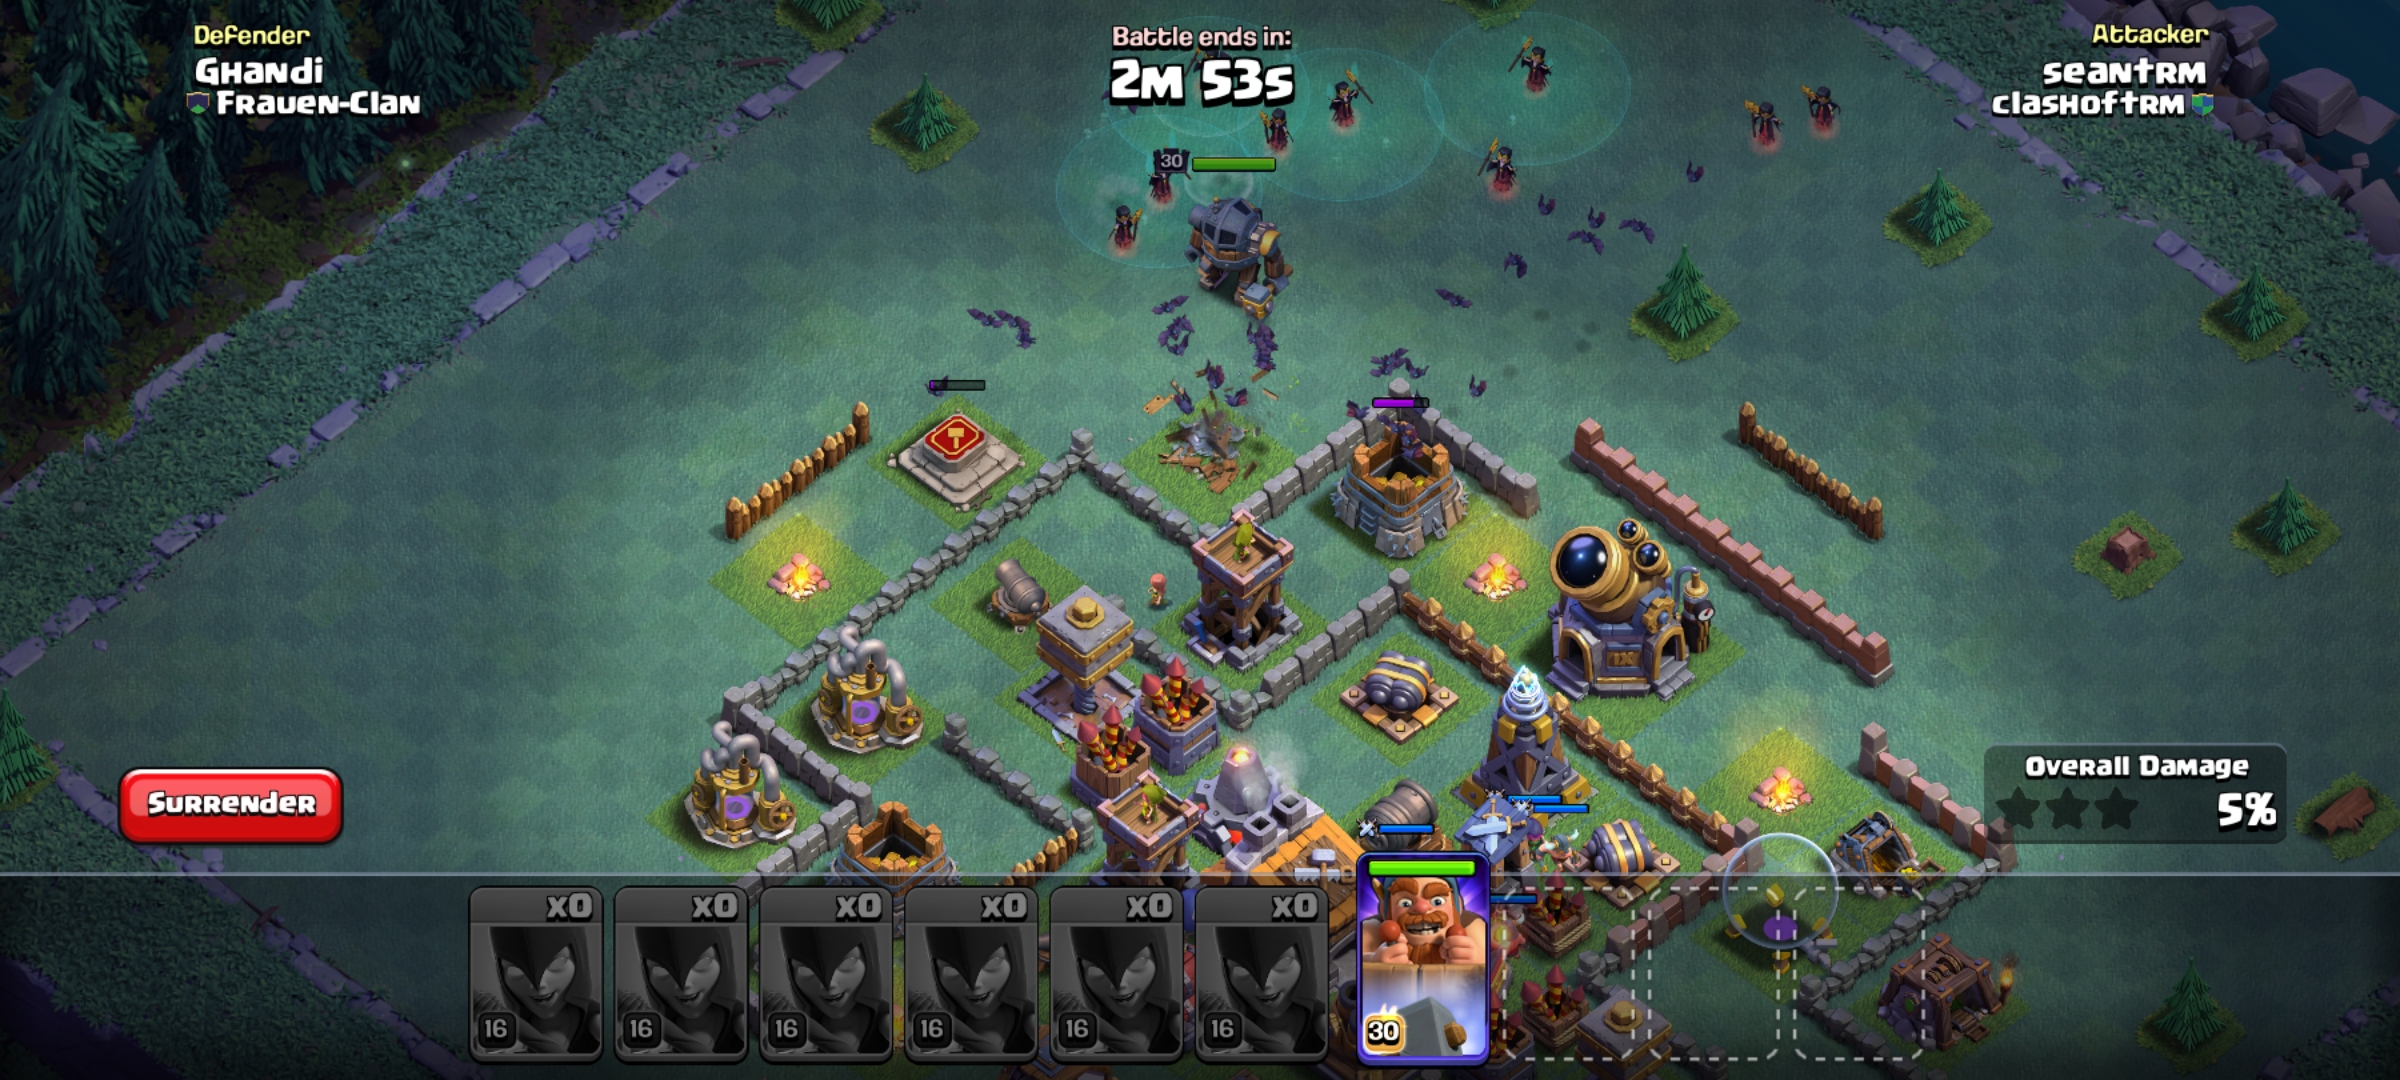 Defender
Ghandi
Frauen-Clan
Battle ends in:
2m 53s
Attacker
seantrm
clashoftrm
30
Surrender
Overall Damage
5%
x0
x0
x0
x0
x0
x0
16
16
16
16
16
16
30